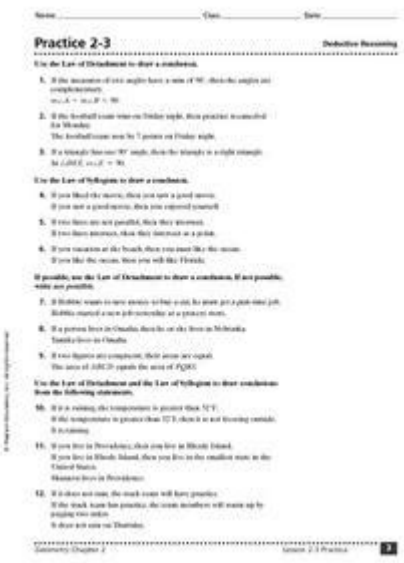 Name Class Date
Practice 2-3 Deductive Reasoning
Use the Law of Detachment to draw a conclusion.
1. If the measures of two angles have a sum of 90°, then the angles are
complementary.
m∠A + m∠B = 90
2. If the football team wins on Friday night, then practice is canceled
for Monday.
The football team won by 7 points on Friday night.
3. If a triangle has one 90° angle, then the triangle is a right triangle.
In m∠ = 90.
Use the Law of Syllogism to draw a conclusion.
4. If you liked the movie, then you saw a good movie.
If you saw a good movie, then you enjoyed yourself.
5. If two lines are not parallel, then they intersect.
If two lines intersect, then they intersect at a point.
6. If you vacation at the beach, then you must like the ocean.
If you like the ocean, then you will like Florida.
If possible, use the Law of Detachment to draw a conclusion. If not possible,
write not possible.
7. If Robbie wants to save money to buy a car, he must get a part-time job.
Robbie started a new job yesterday at a grocery store.
8. If a person lives in Omaha, then he or she lives in Nebraska.
Tamika lives in Omaha.
9. If two figures are congruent, their areas are equal.
The area of ABCD equals the area of PQRS.
Use the Law of Detachment and the Law of Syllogism to draw conclusions
from the following statements.
10. If it is raining, the temperature is greater than 32°F.
If the temperature is greater than 32°F, then it is not freezing outside.
It is raining.
11. If you live in Providence, then you live in Rhode Island.
If you live in Rhode Island, then you live in the smallest state in the
United States.
lives in Providence.
12. If it does not rain, the track team will have practice.
If the track team has practice, the team members will warm up by
jogging two miles.
It does not rain on Thursday.
Geometry Chapter 2 Lesson 2-3 Practice 3